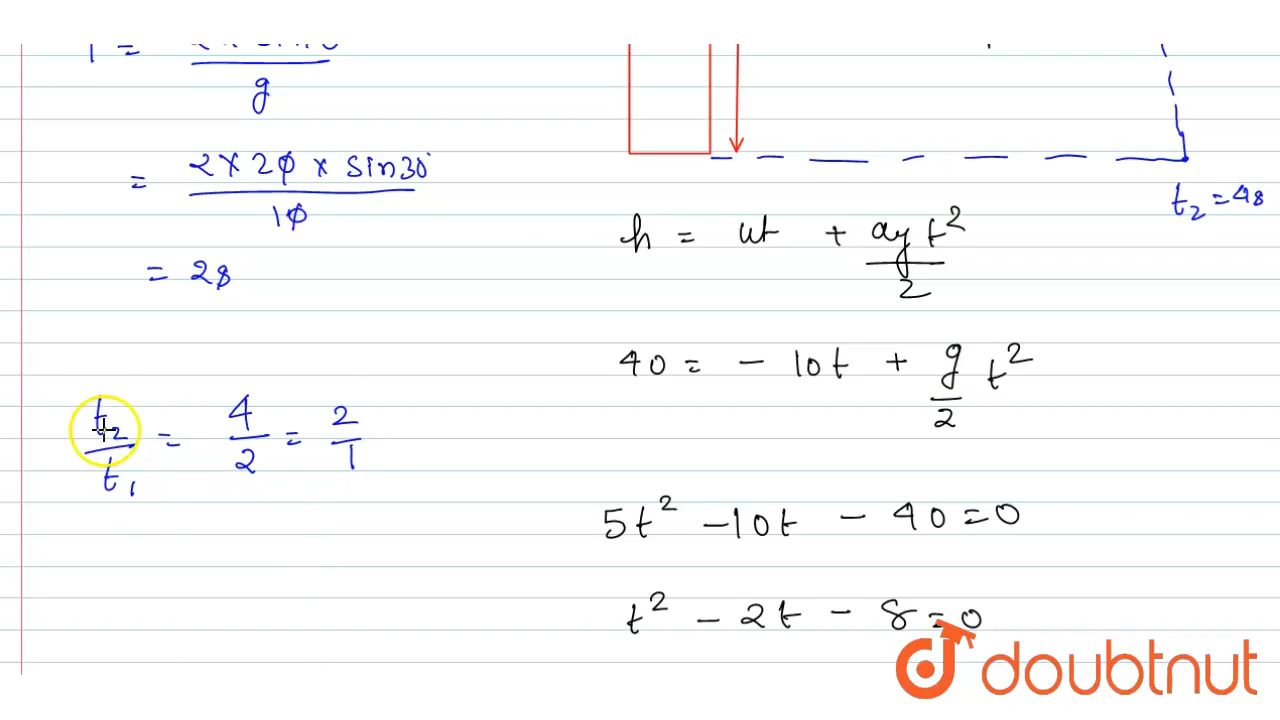 g
= 2 × 20 × sin30°
10
= 2s
t2 = 4s
h = ut + ay t²
2
40 = - 10t + g t²
2
t2 = 4 = 2
t1 2 1
5t² - 10t - 40 = 0
t² - 2t - 8 = 0
doubtnut